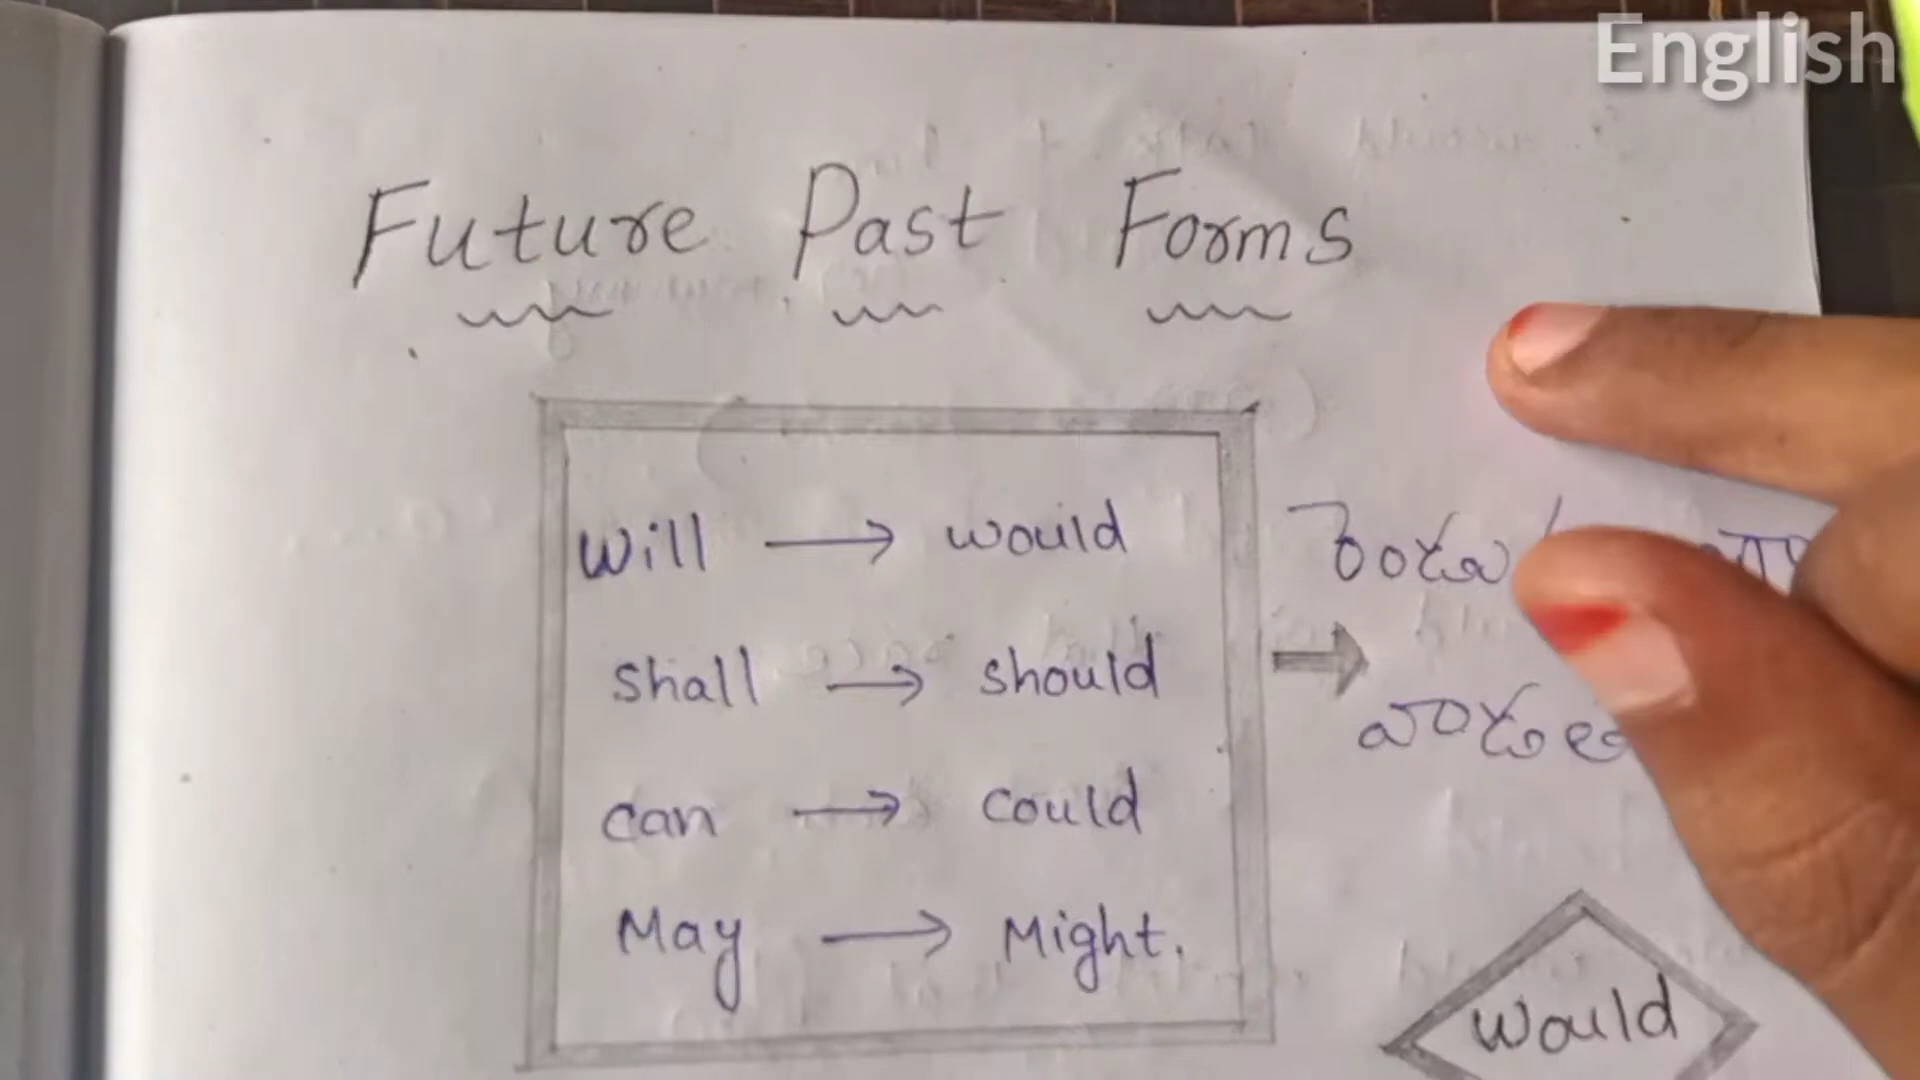 English
Future Past Forms
Will → would
Shall → should
can → could
May → Might.
Would